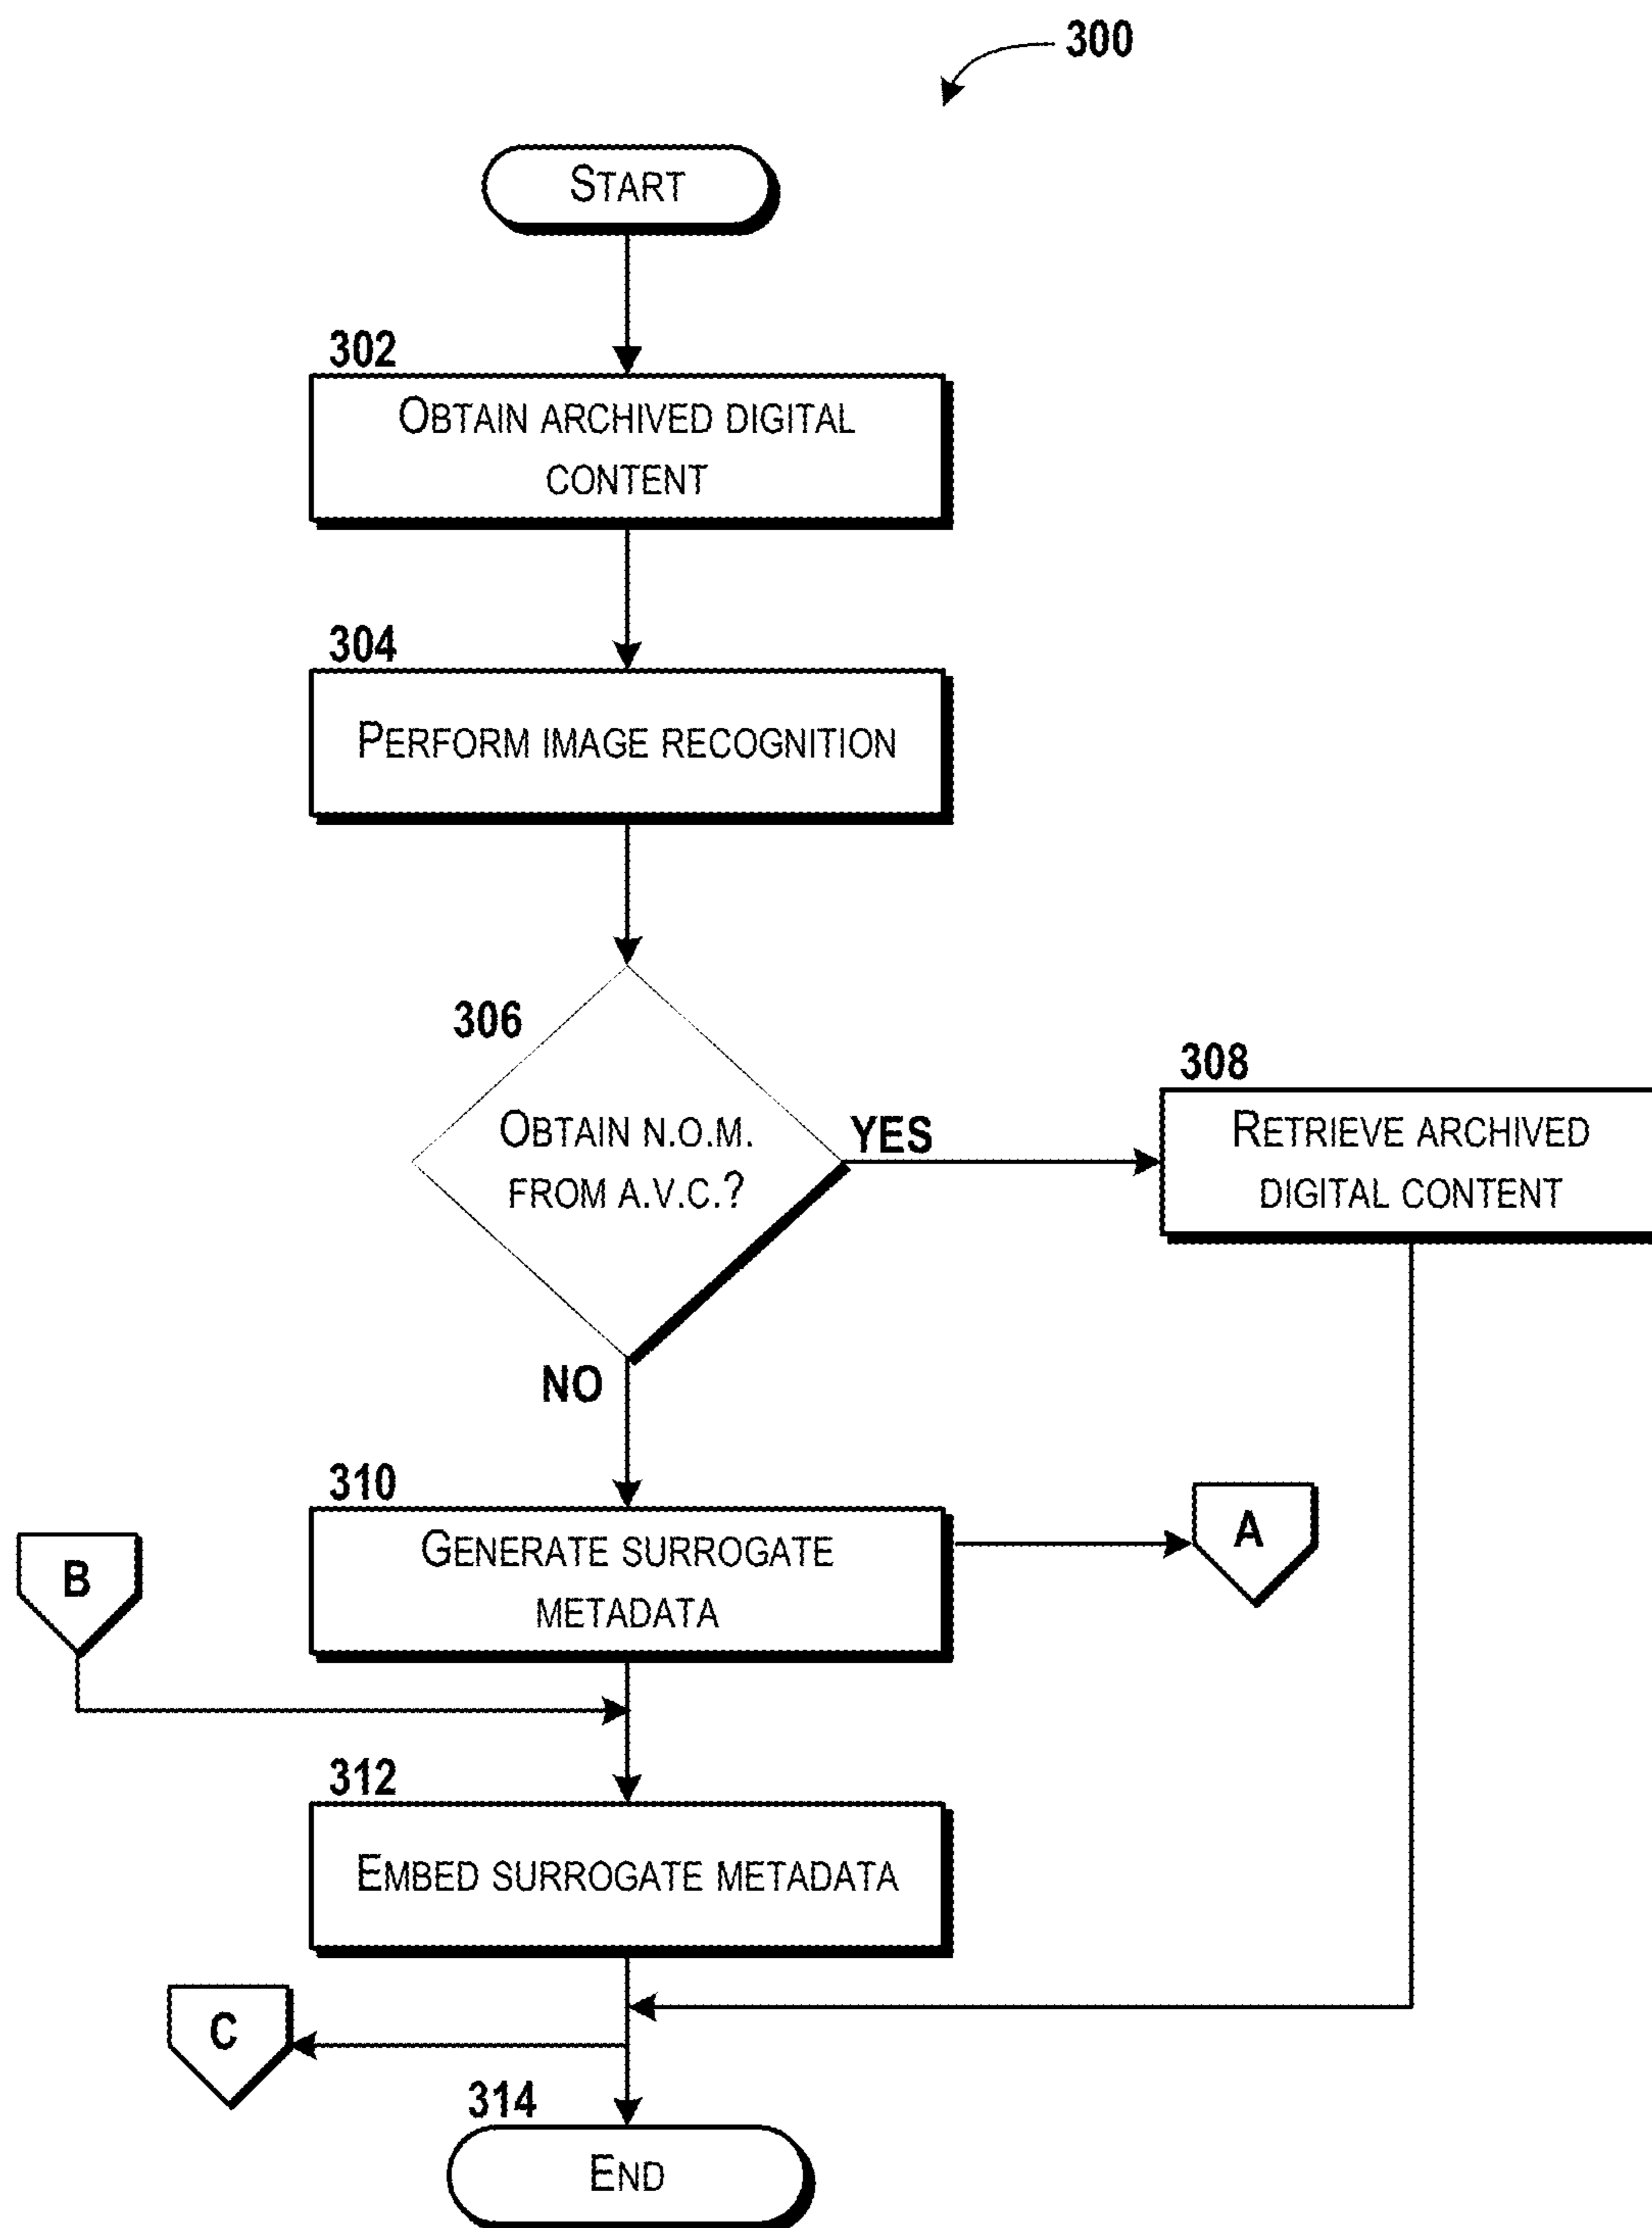 300
START
302
OBTAIN ARCHIVED DIGITAL
CONTENT
304
PERFORM IMAGE RECOGNITION
306
OBTAIN N.O.M.
FROM A.V.C.?
YES
308
RETRIEVE ARCHIVED
DIGITAL CONTENT
NO
310
GENERATE SURROGATE
METADATA
A
B
312
EMBED SURROGATE METADATA
C
314
END